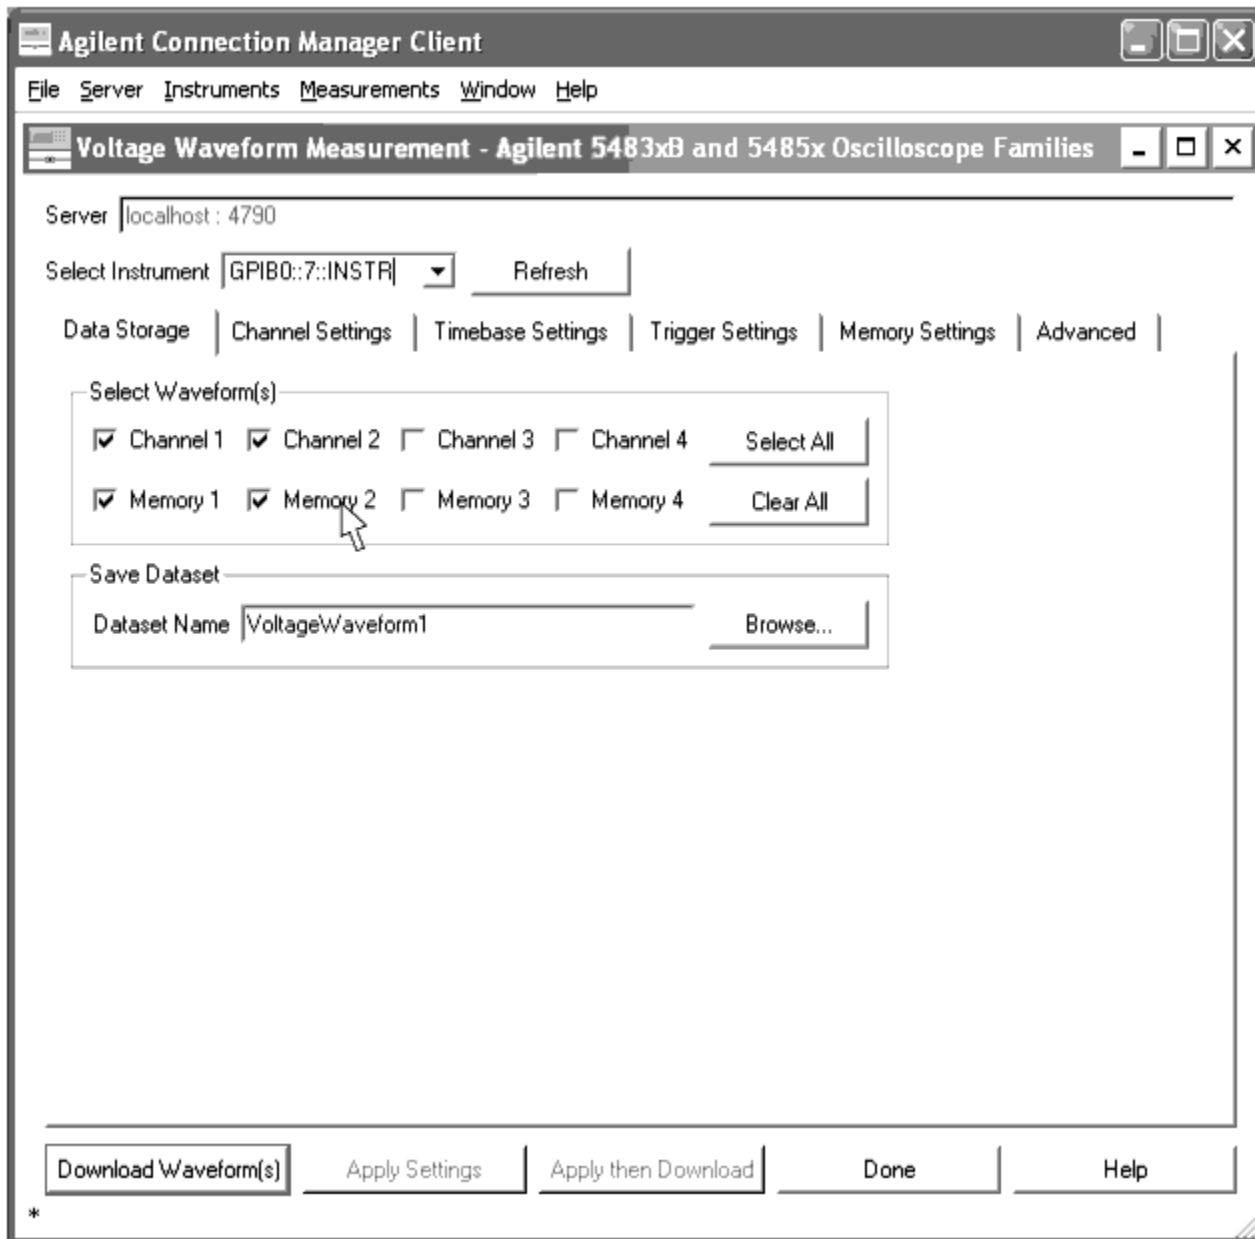 Agilent Connection Manager Client
File Server Instruments Measurements Window Help
Voltage Waveform Measurement - Agilent 5483xB and 5485x Oscilloscope Families
Server localhost : 4790
Select Instrument GPIB0::7::INSTR Refresh
Data Storage Channel Settings Timebase Settings Trigger Settings Memory Settings Advanced
Select Waveform(s)
Channel 1 Channel 2 Channel 3 Channel 4 Select All
Memory 1 Memory 2 Memory 3 Memory 4 Clear All
Save Dataset
Dataset Name VoltageWaveform1 Browse...
Download Waveform(s) Apply Settings Apply then Download Done Help
*